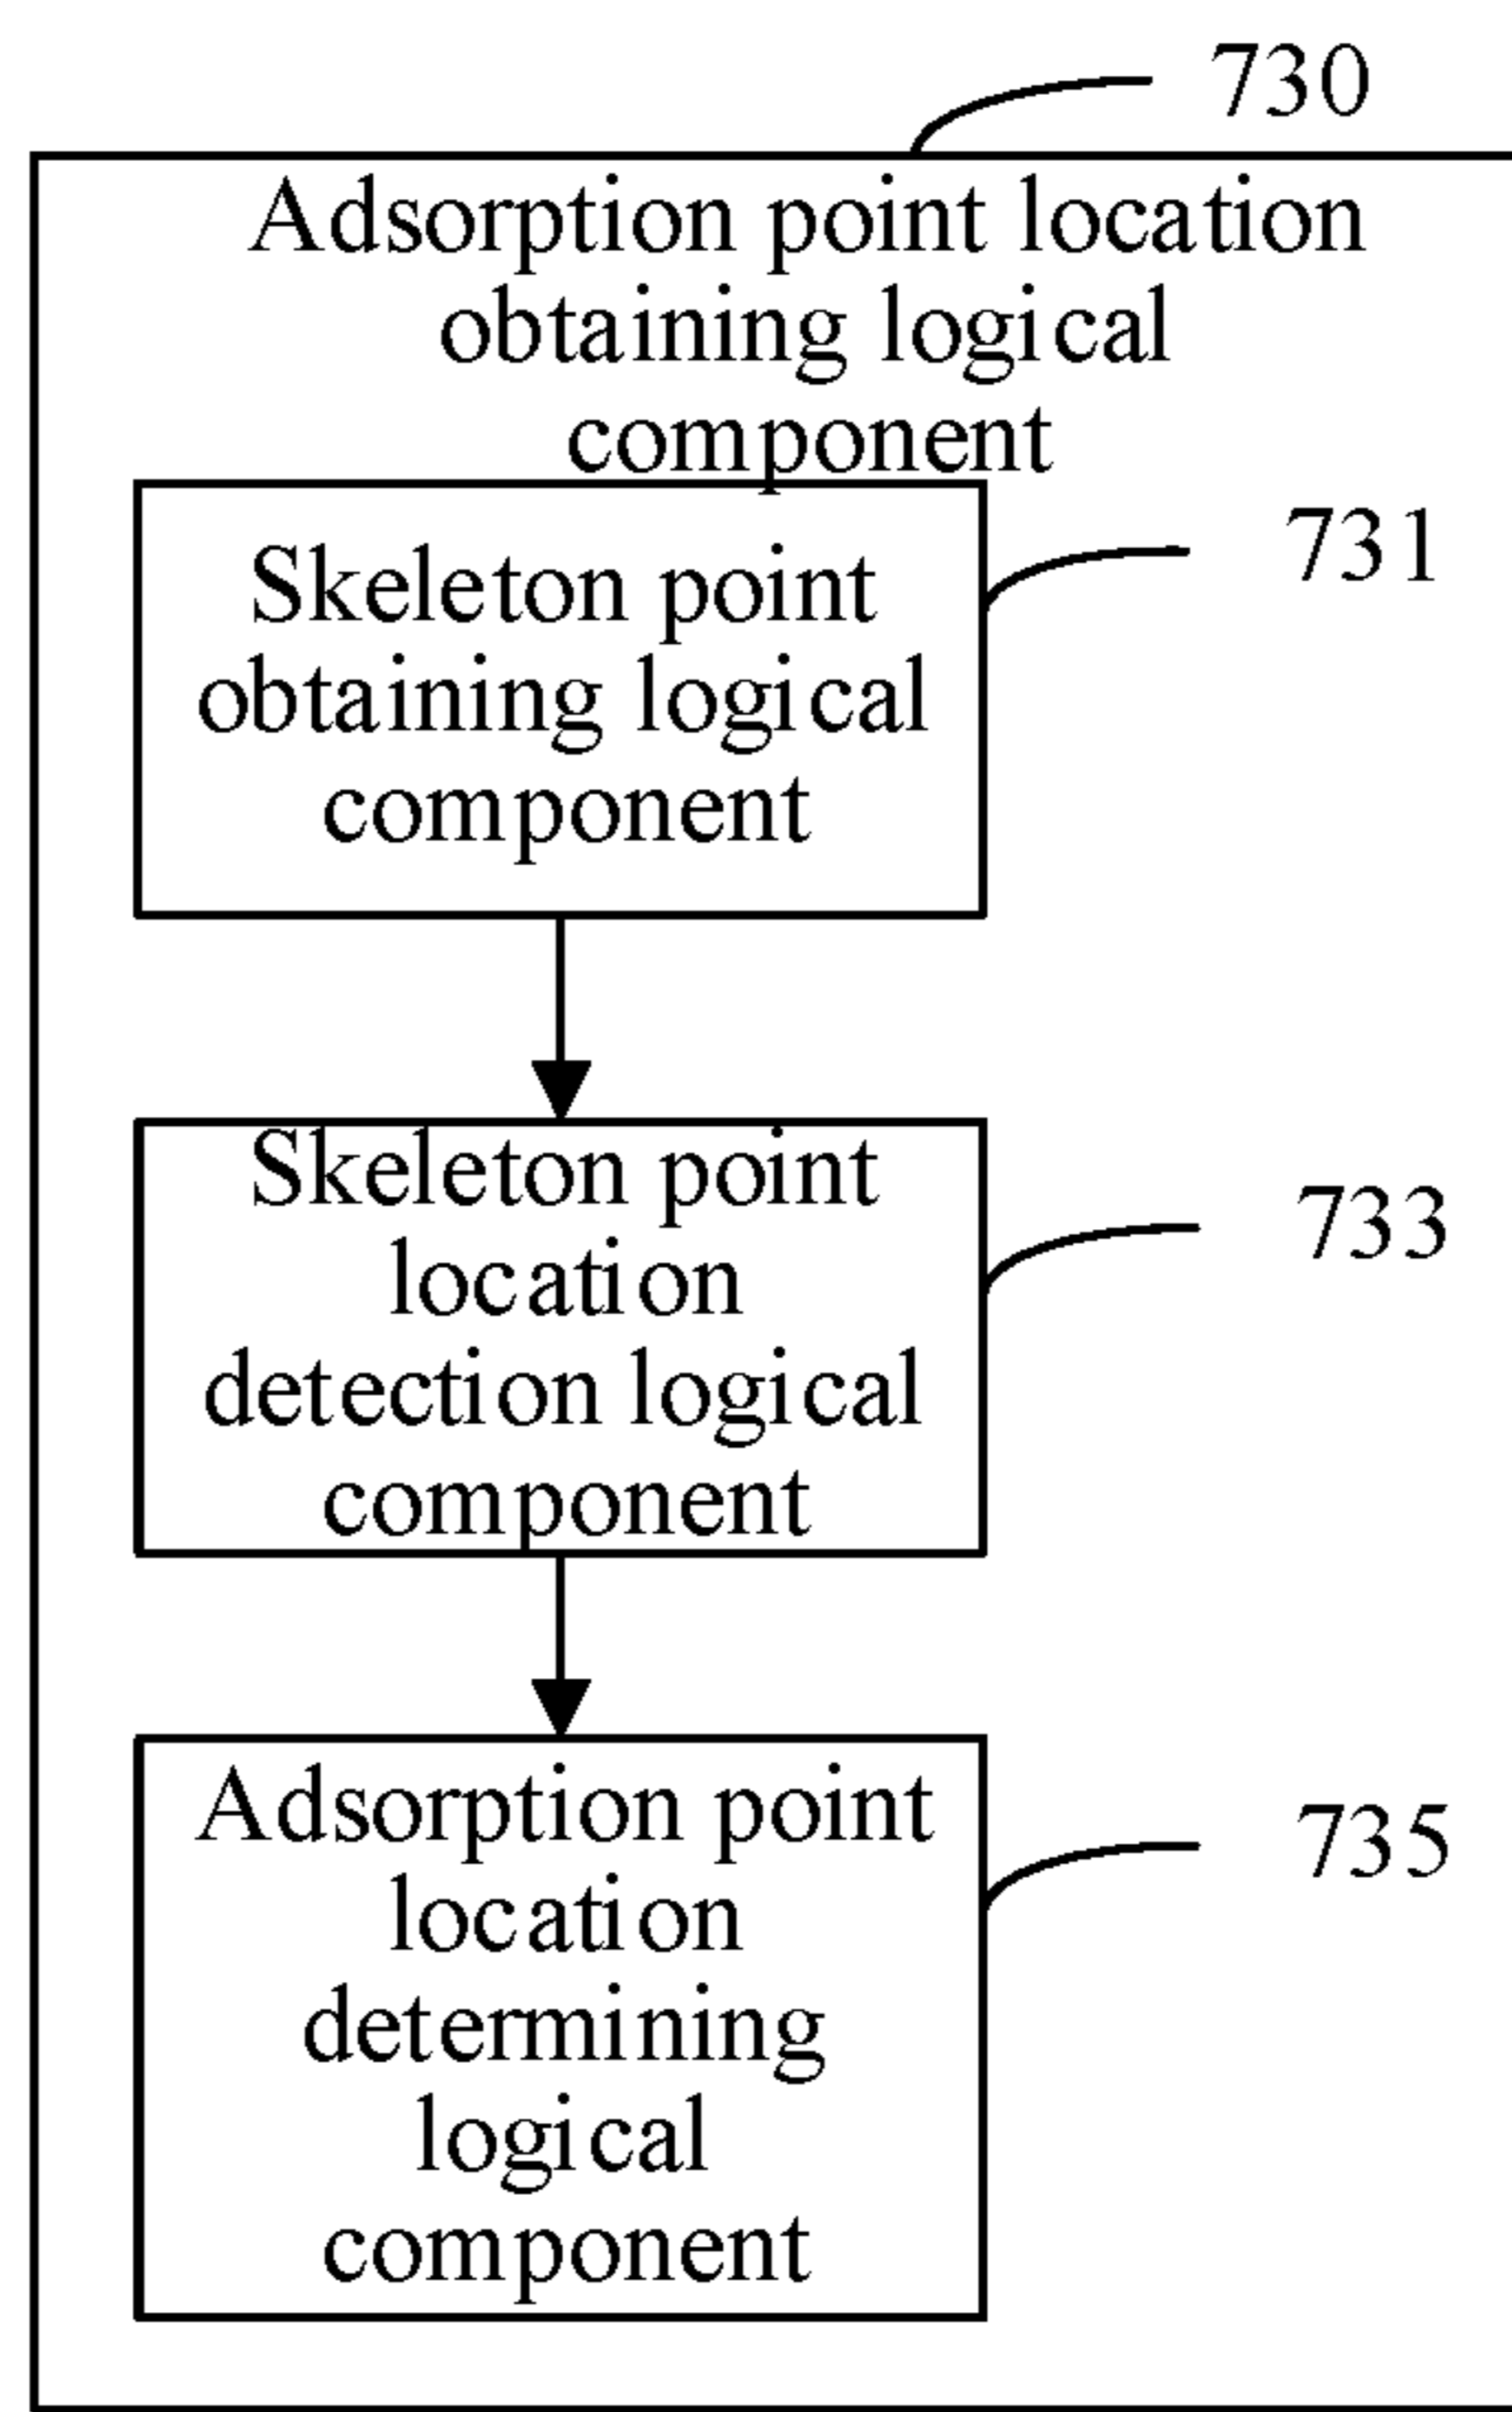 730
Adsorption point location
obtaining logical
component
Skeleton point
obtaining logical
component
731
Skeleton point
location
detection logical
component
733
Adsorption point
location
determining
logical
component
735